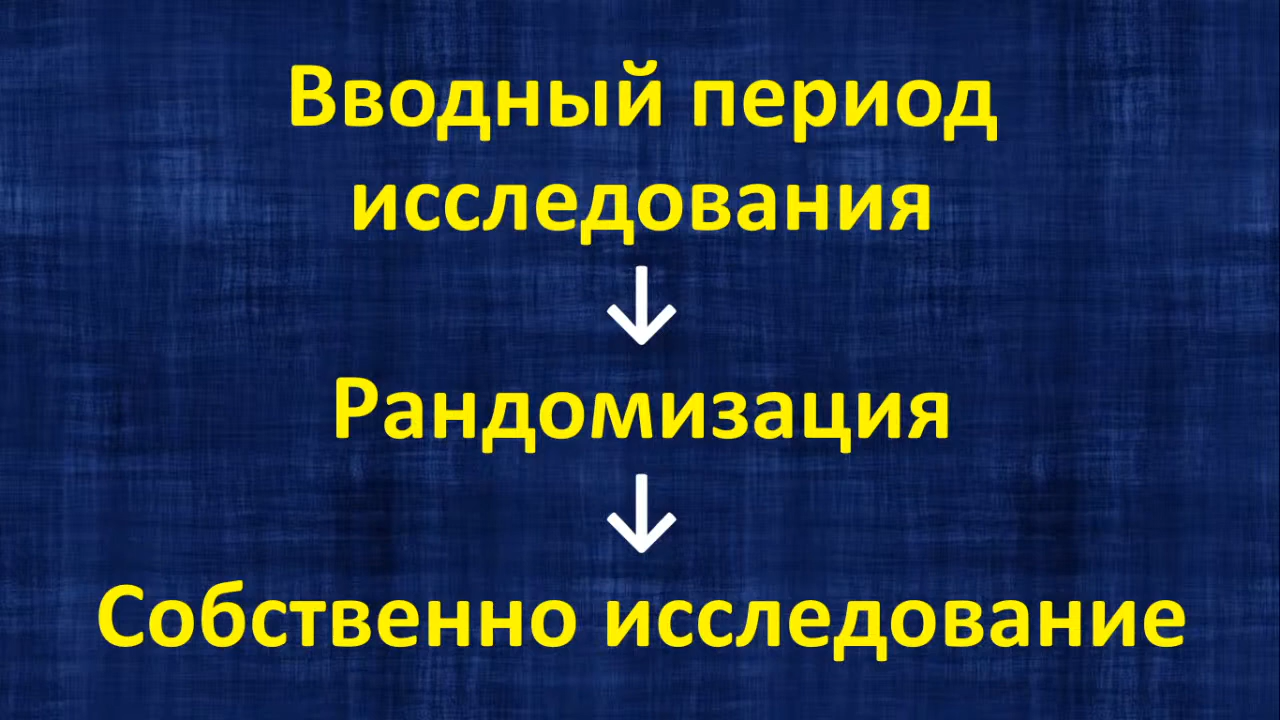 Вводный период
исследования
↓
Рандомизация
↓
Собственно исследование